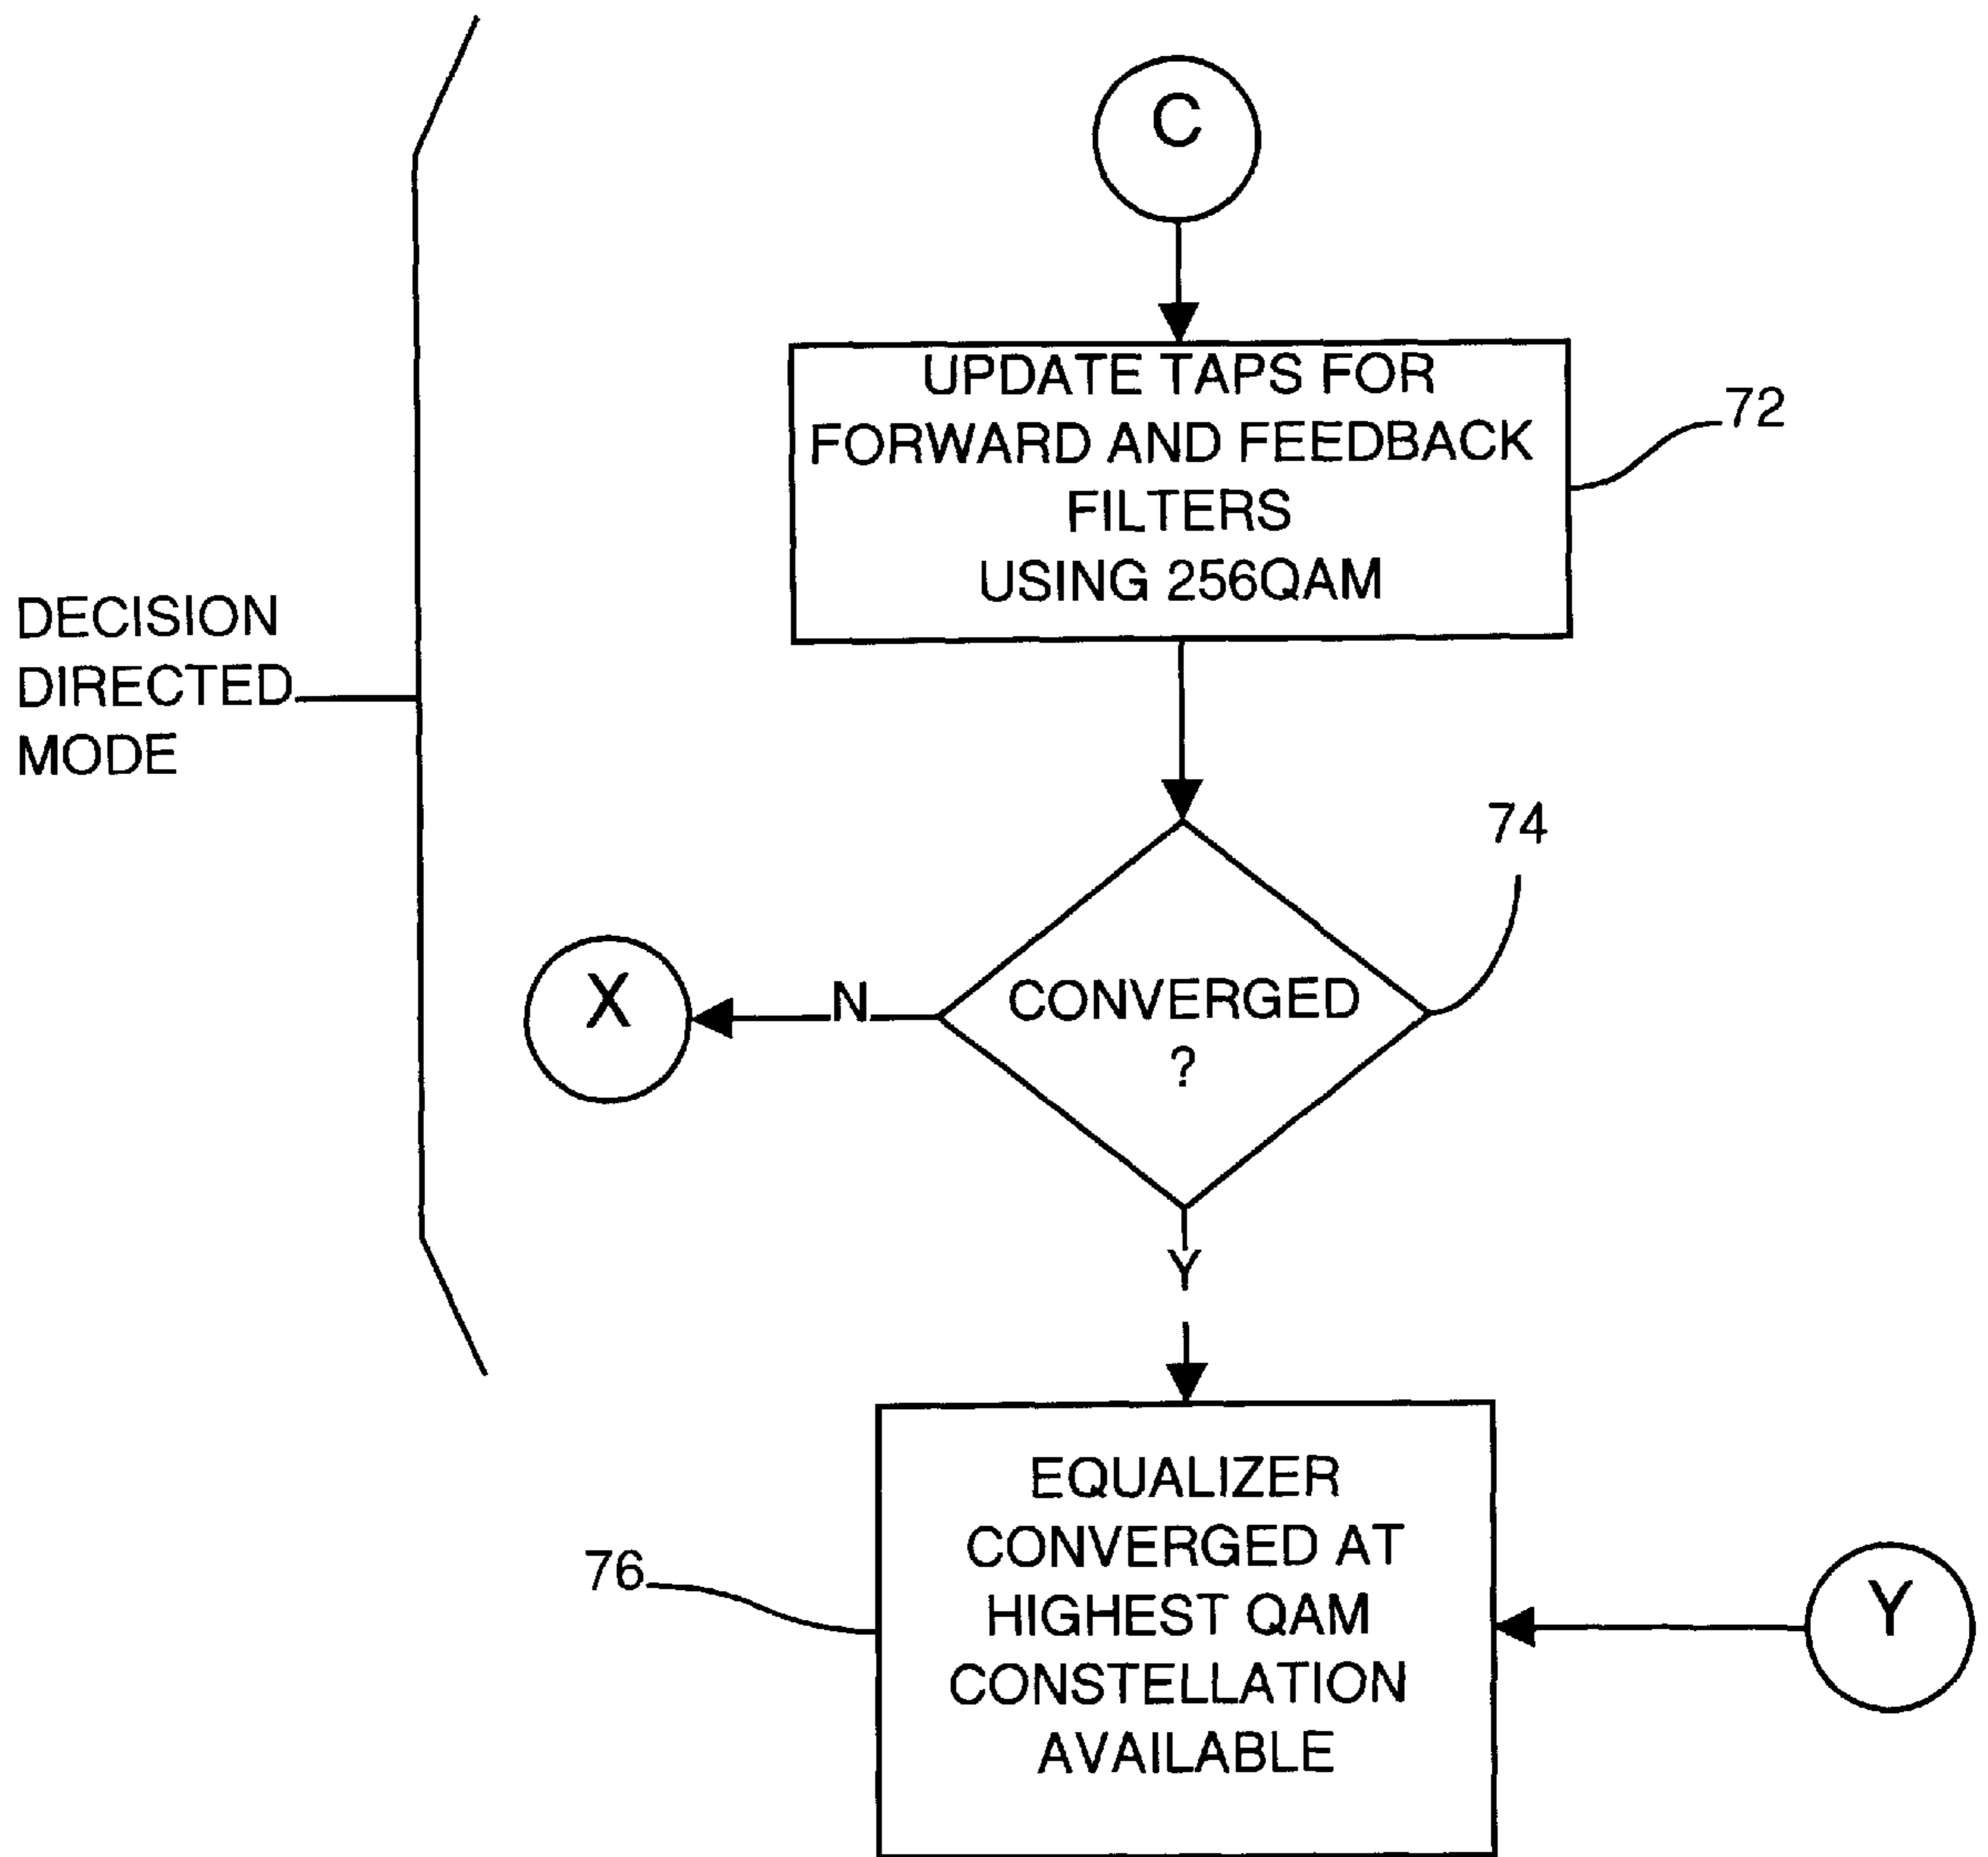 C
UPDATE TAPS FOR
FORWARD AND FEEDBACK
FILTERS
USING 256QAM
72
DECISION
DIRECTED
MODE
74
X
N
CONVERGED
?
Y
EQUALIZER
CONVERGED AT
HIGHEST QAM
CONSTELLATION
AVAILABLE
76
Y